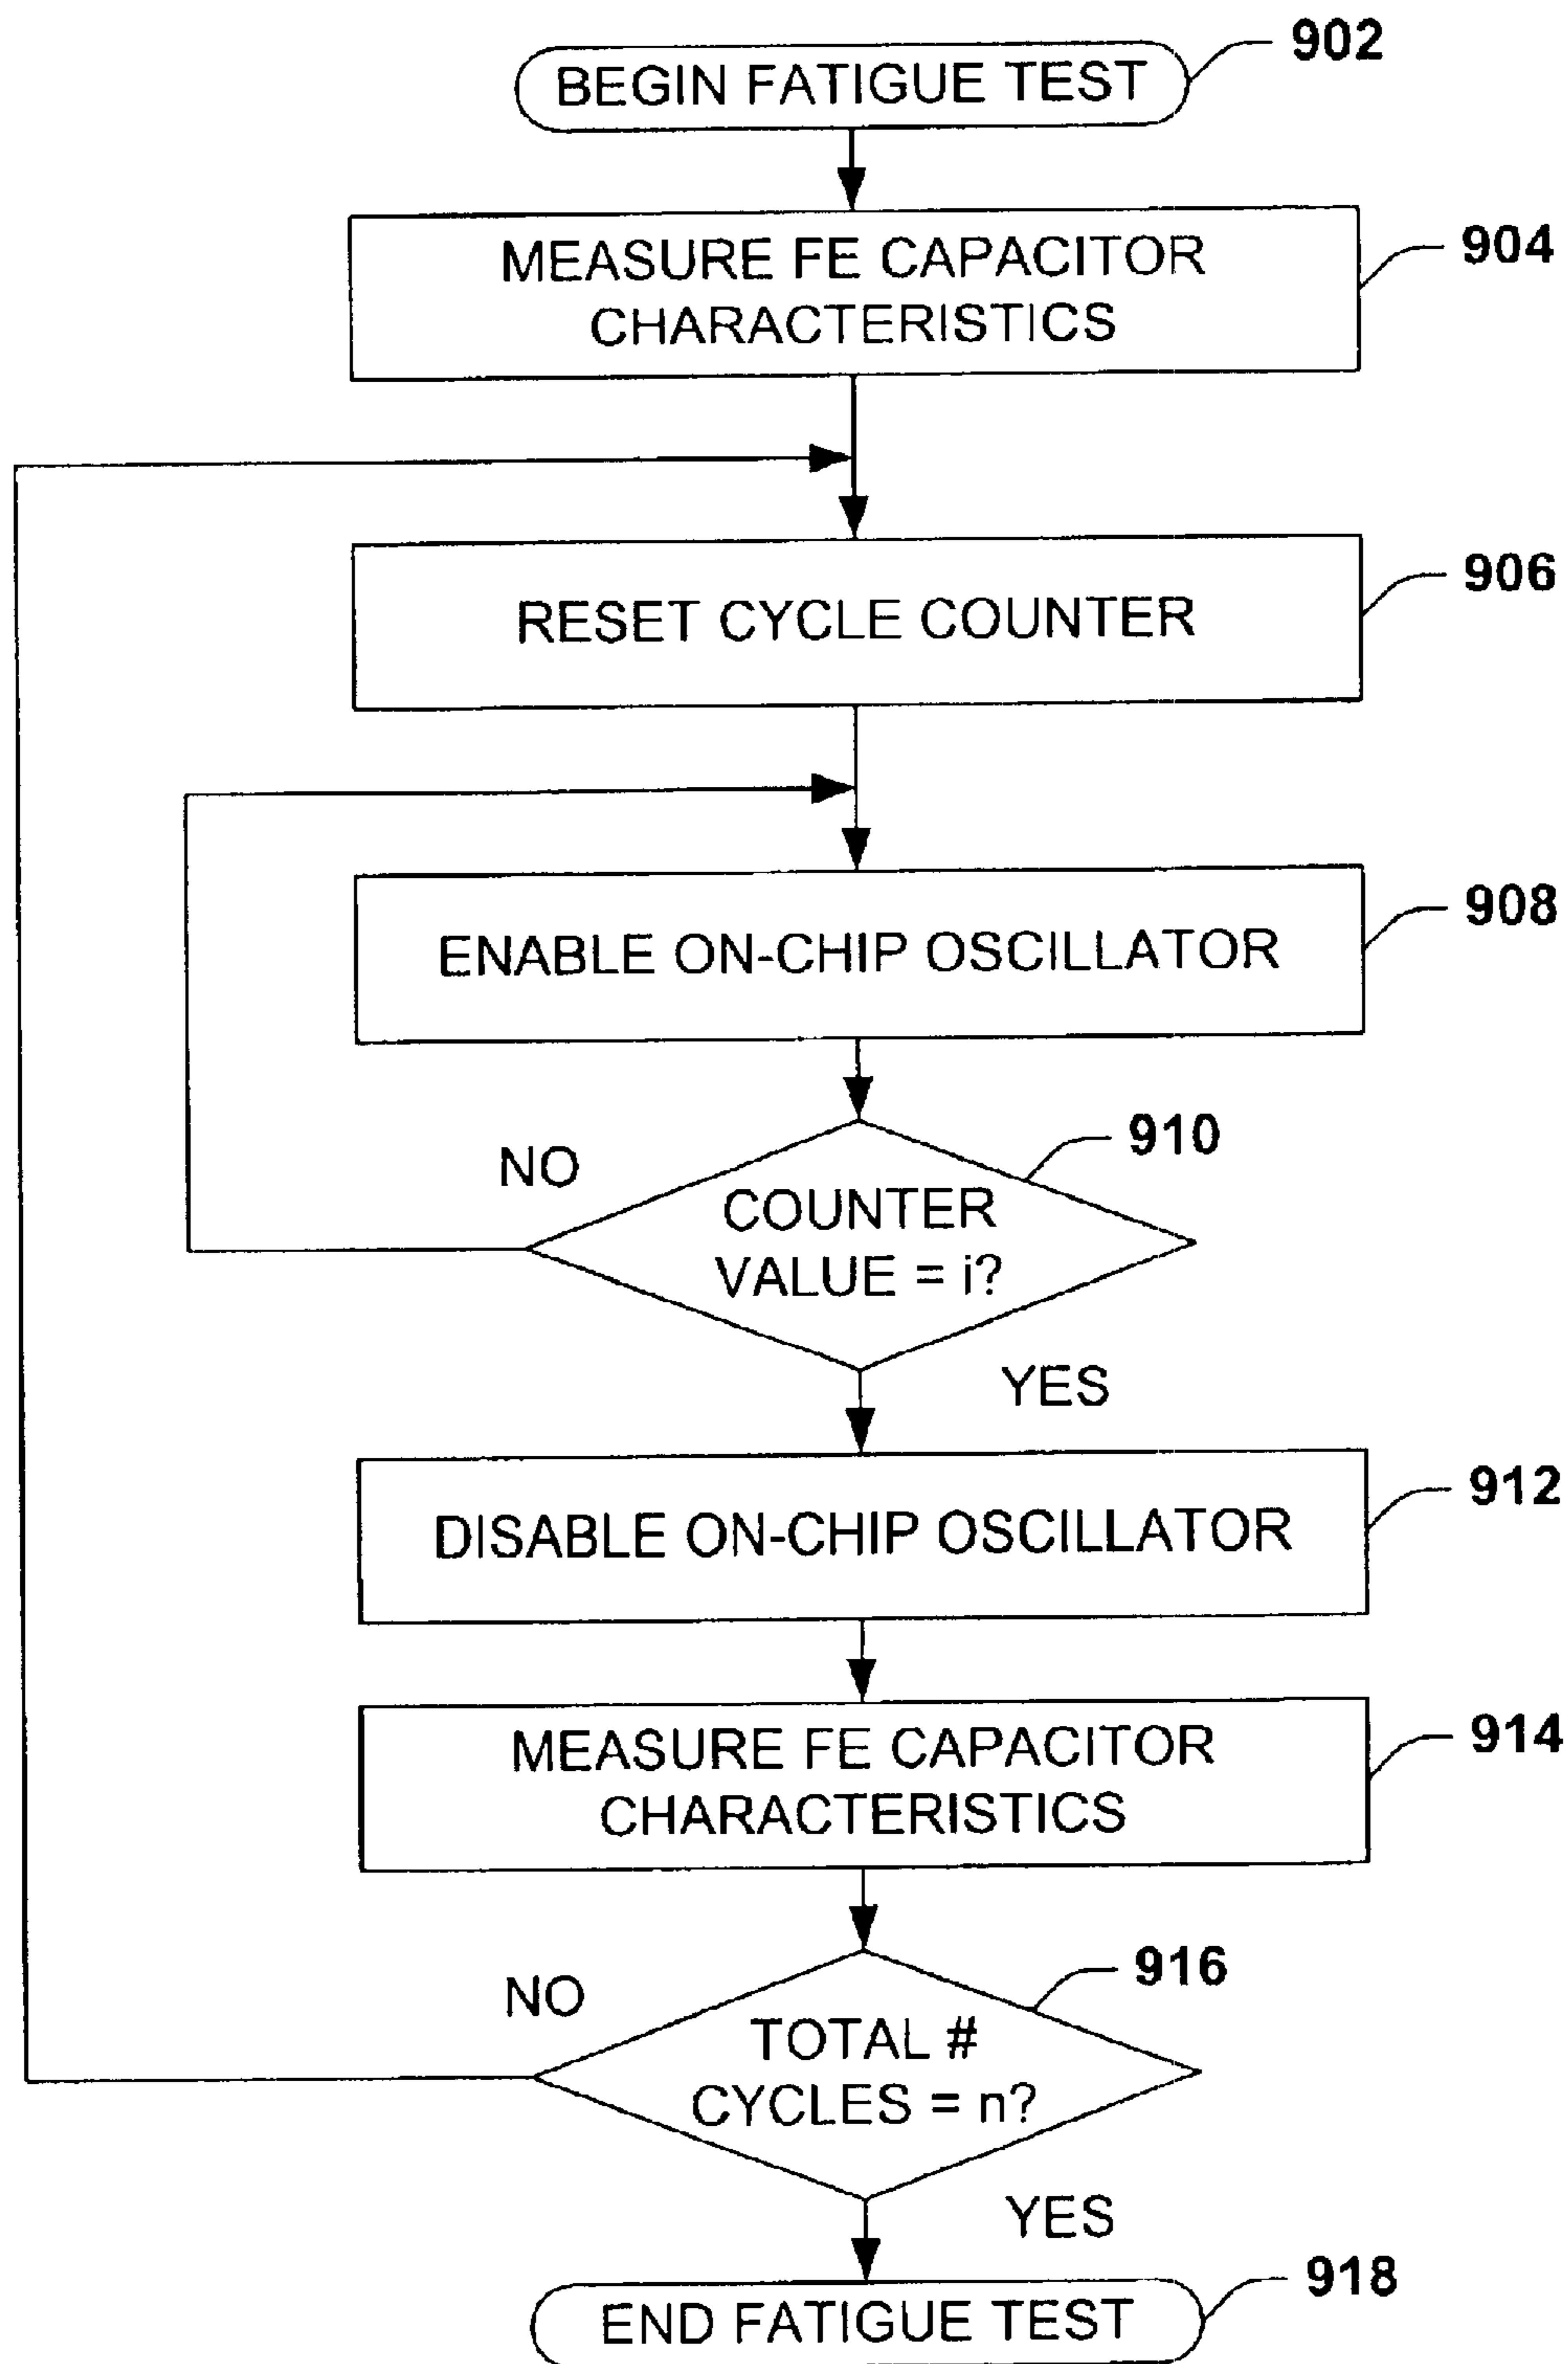 902
BEGIN FATIGUE TEST
904
MEASURE FE CAPACITOR
CHARACTERISTICS
906
RESET CYCLE COUNTER
908
ENABLE ON-CHIP OSCILLATOR
910
NO
COUNTER
VALUE = i?
YES
912
DISABLE ON-CHIP OSCILLATOR
914
MEASURE FE CAPACITOR
CHARACTERISTICS
916
NO
TOTAL #
CYCLES = n?
YES
918
END FATIGUE TEST